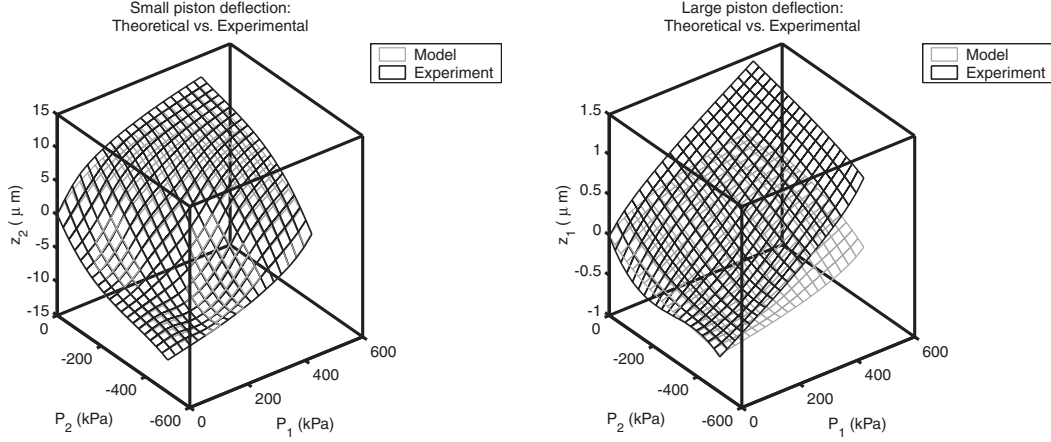 Small piston deflection:
Theoretical vs. Experimental
Model
Experiment
15
10
5
0
-5
-10
-15
z2 ( μ m)
0
-200
-400
-600
P2 (kPa)
0
200
400
600
P1 (kPa)
Large piston deflection:
Theoretical vs. Experimental
Model
Experiment
1.5
1
0.5
0
-0.5
-1
z1 ( μ m)
0
-200
-400
-600
P2 (kPa)
0
200
400
600
P1 (kPa)